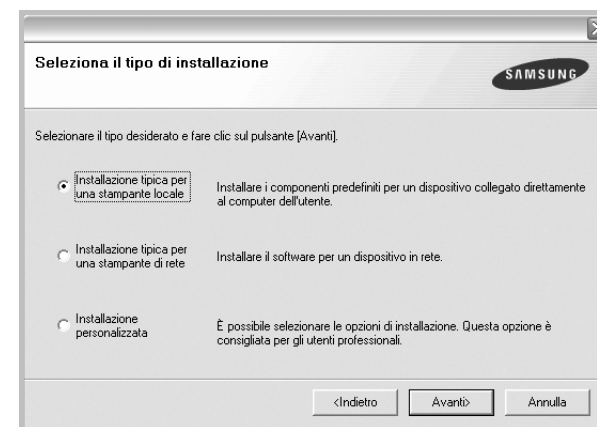 Seleziona il tipo di installazione
SAMSUNG
Selezionare il tipo desiderato e fare clic sul pulsante [Avanti].
Installazione tipica per
una stampante locale
Installare i componenti predefiniti per un dispositivo collegato direttamente
al computer dell'utente.
Installazione tipica per
una stampante di rete
Installare il software per un dispositivo in rete.
Installazione
personalizzata
È possibile selezionare le opzioni di installazione. Questa opzione è
consigliata per gli utenti professionali.
<Indietro
Avanti>
Annulla